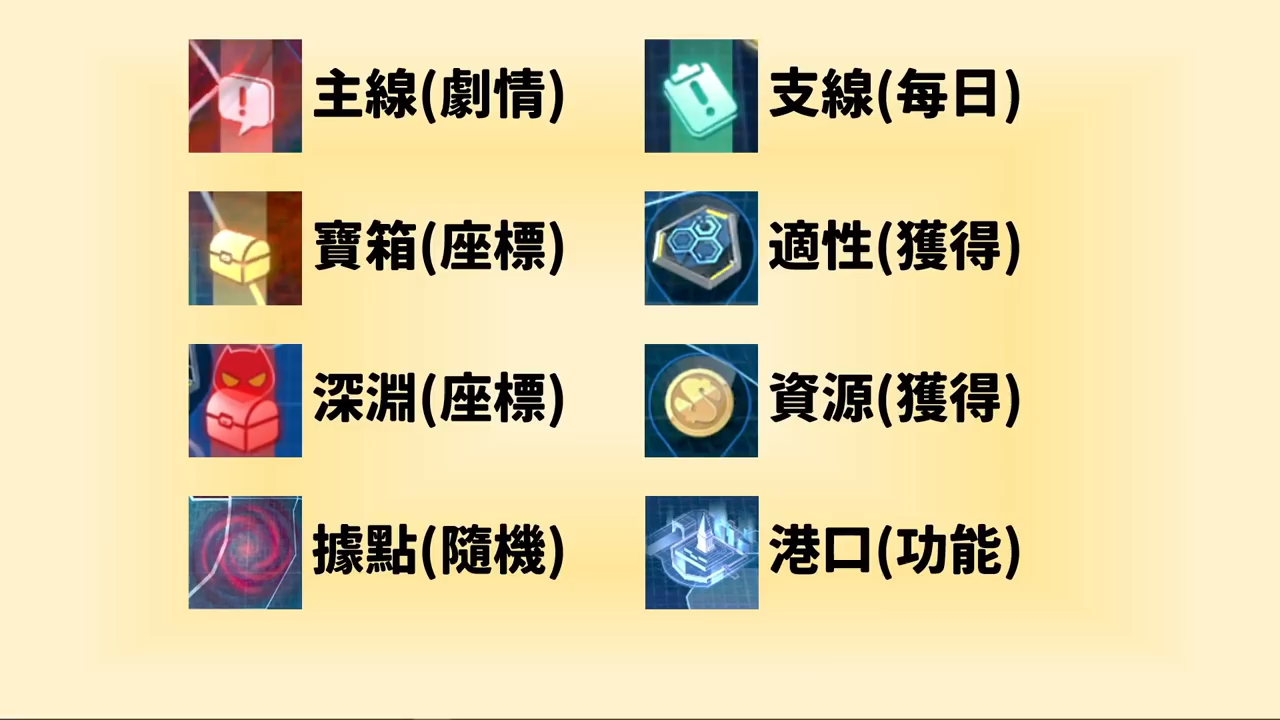 主線(劇情)
支線(每日)
寶箱(座標)
適性(獲得)
深淵(座標)
資源(獲得)
據點(隨機)
港口(功能)